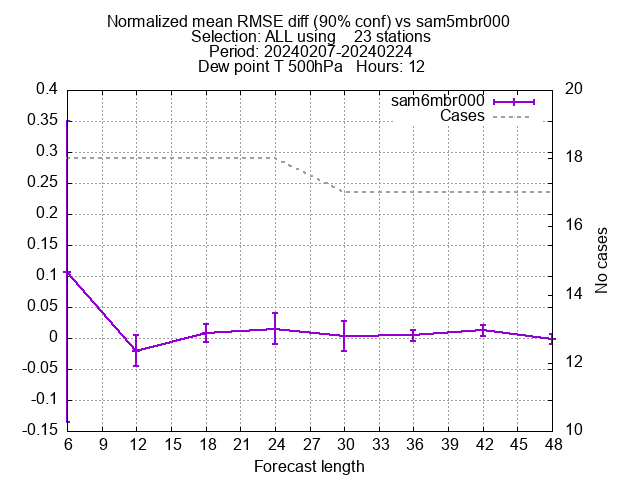 Normalized mean RMSE diff (90% conf) vs sam5mbr000
Selection: ALL using    23 stations
Period: 20240207-20240224
Dew point T 500hPa   Hours: 12
sam6mbr000
Cases
0.4
0.35
0.3
0.25
0.2
0.15
0.1
0.05
0
-0.05
-0.1
-0.15
20
18
16
14
12
10
No cases
6 9 12 15 18 21 24 27 30 33 36 39 42 45 48
Forecast length